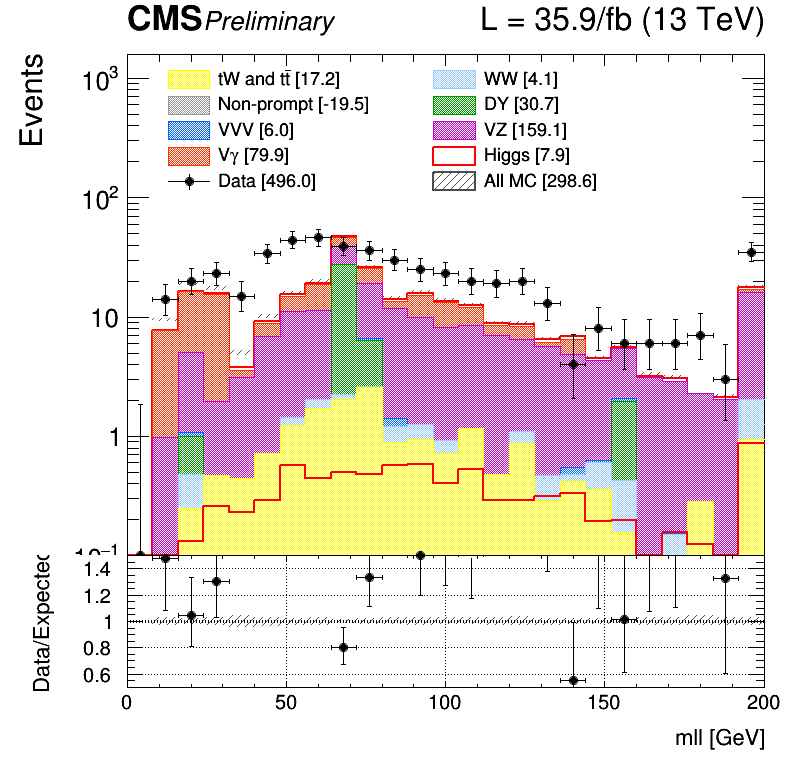 CMS Preliminary L = 35.9/fb (13 TeV)
Events
10³
10²
10
1
10⁻¹
tW and tt̄ [17.2]
Non-prompt [-19.5]
VVV [6.0]
Vγ [79.9]
Data [496.0]
WW [4.1]
DY [30.7]
VZ [159.1]
Higgs [7.9]
All MC [298.6]
Data/Expected
1.4
1.2
1
0.8
0.6
0 50 100 150 200
mll [GeV]